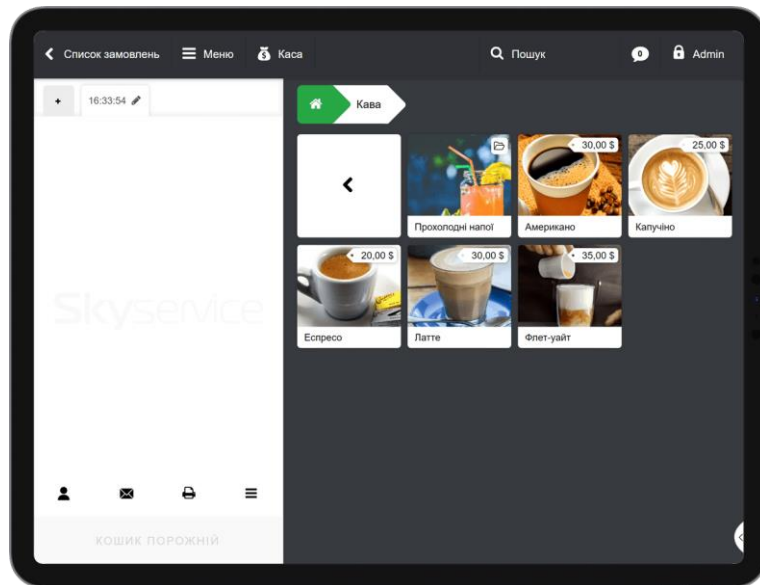 Список замовлень
Меню
Каса
Пошук
0
Admin
+
16:33:54
Кава
Прохолодні напої
30,00 $
Американо
25,00 $
Капучіно
Skyservice
20,00 $
Еспресо
30,00 $
Латте
35,00 $
Флет-уайт
КОШИК ПОРОЖНІЙ